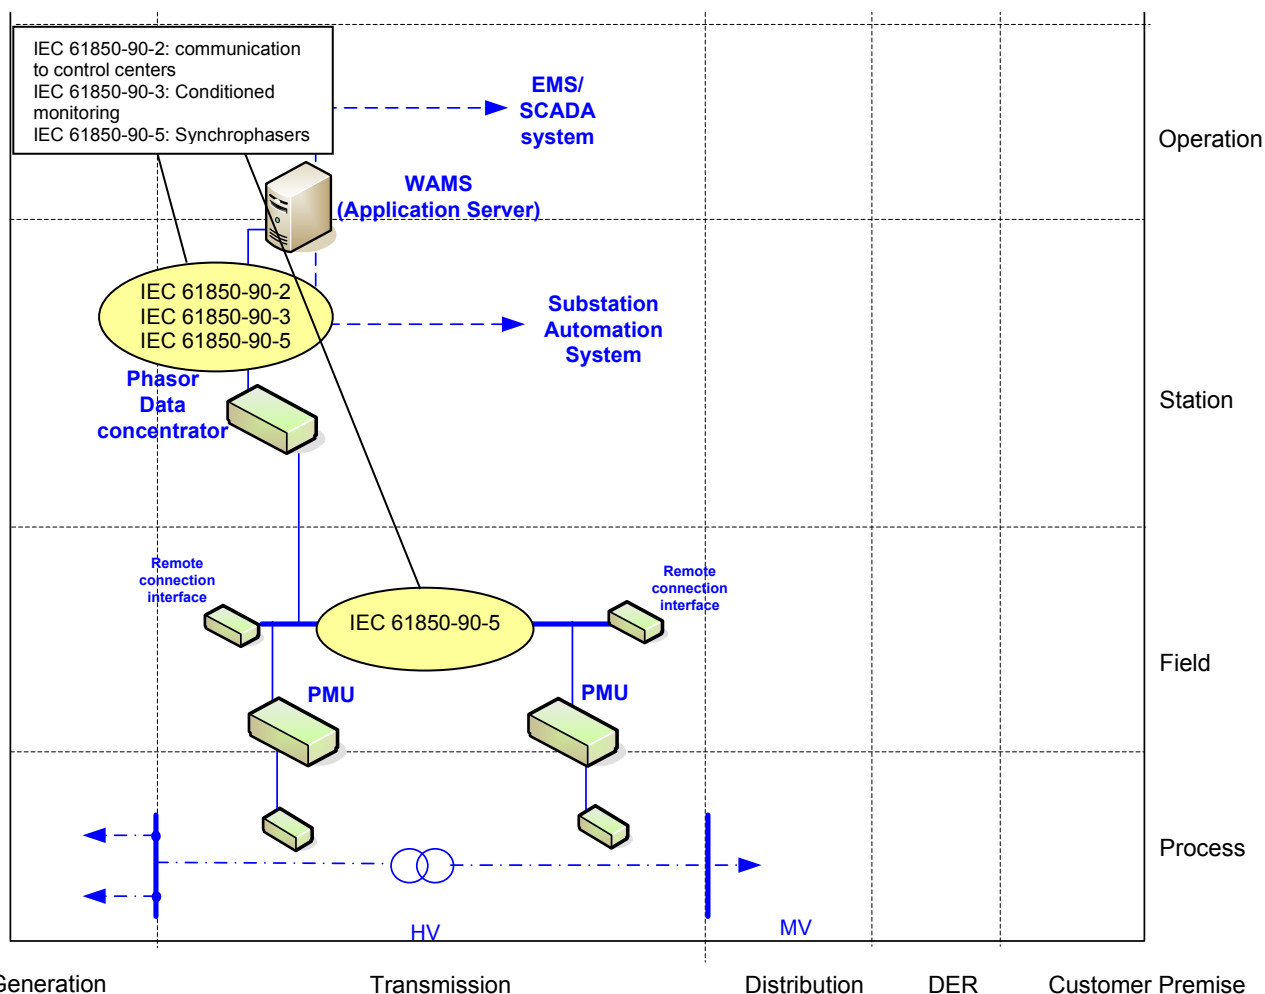 IEC 61850-90-2: communication
to control centers
IEC 61850-90-3: Conditioned
monitoring
IEC 61850-90-5: Synchrophasers
EMS/
SCADA
system
Operation
WAMS
(Application Server)
IEC 61850-90-2
IEC 61850-90-3
IEC 61850-90-5
Substation
Automation
System
Phasor
Data
concentrator
Station
Remote
connection
interface
Remote
connection
interface
IEC 61850-90-5
Field
PMU
PMU
Process
HV
MV
Generation
Transmission
Distribution
DER
Customer Premise